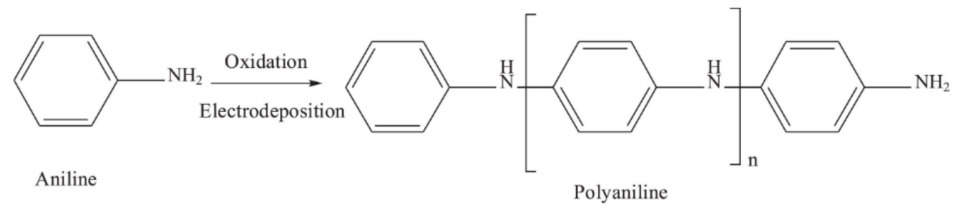 NH2
Oxidation
Electrodeposition
Aniline
H
N
H
N
NH2
n
Polyaniline